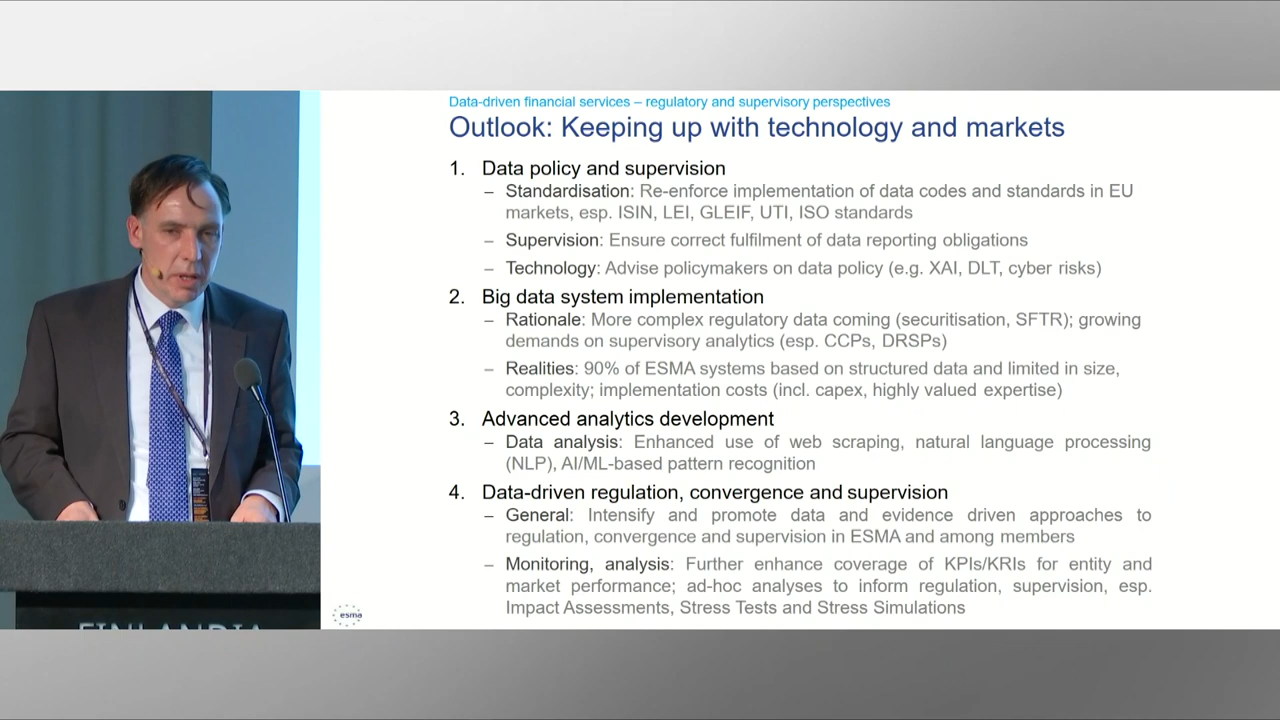 Data-driven financial services – regulatory and supervisory perspectives
Outlook: Keeping up with technology and markets
1. Data policy and supervision
– Standardisation: Re-enforce implementation of data codes and standards in EU
markets, esp. ISIN, LEI, GLEIF, UTI, ISO standards
– Supervision: Ensure correct fulfilment of data reporting obligations
– Technology: Advise policymakers on data policy (e.g. XAI, DLT, cyber risks)
2. Big data system implementation
– Rationale: More complex regulatory data coming (securitisation, SFTR); growing
demands on supervisory analytics (esp. CCPs, DRSPs)
– Realities: 90% of ESMA systems based on structured data and limited in size,
complexity; implementation costs (incl. capex, highly valued expertise)
3. Advanced analytics development
– Data analysis: Enhanced use of web scraping, natural language processing
(NLP), AI/ML-based pattern recognition
4. Data-driven regulation, convergence and supervision
– General: Intensify and promote data and evidence driven approaches to
regulation, convergence and supervision in ESMA and among members
– Monitoring, analysis: Further enhance coverage of KPIs/KRIs for entity and
market performance; ad-hoc analyses to inform regulation, supervision, esp.
Impact Assessments, Stress Tests and Stress Simulations
esma
FINLANDIA